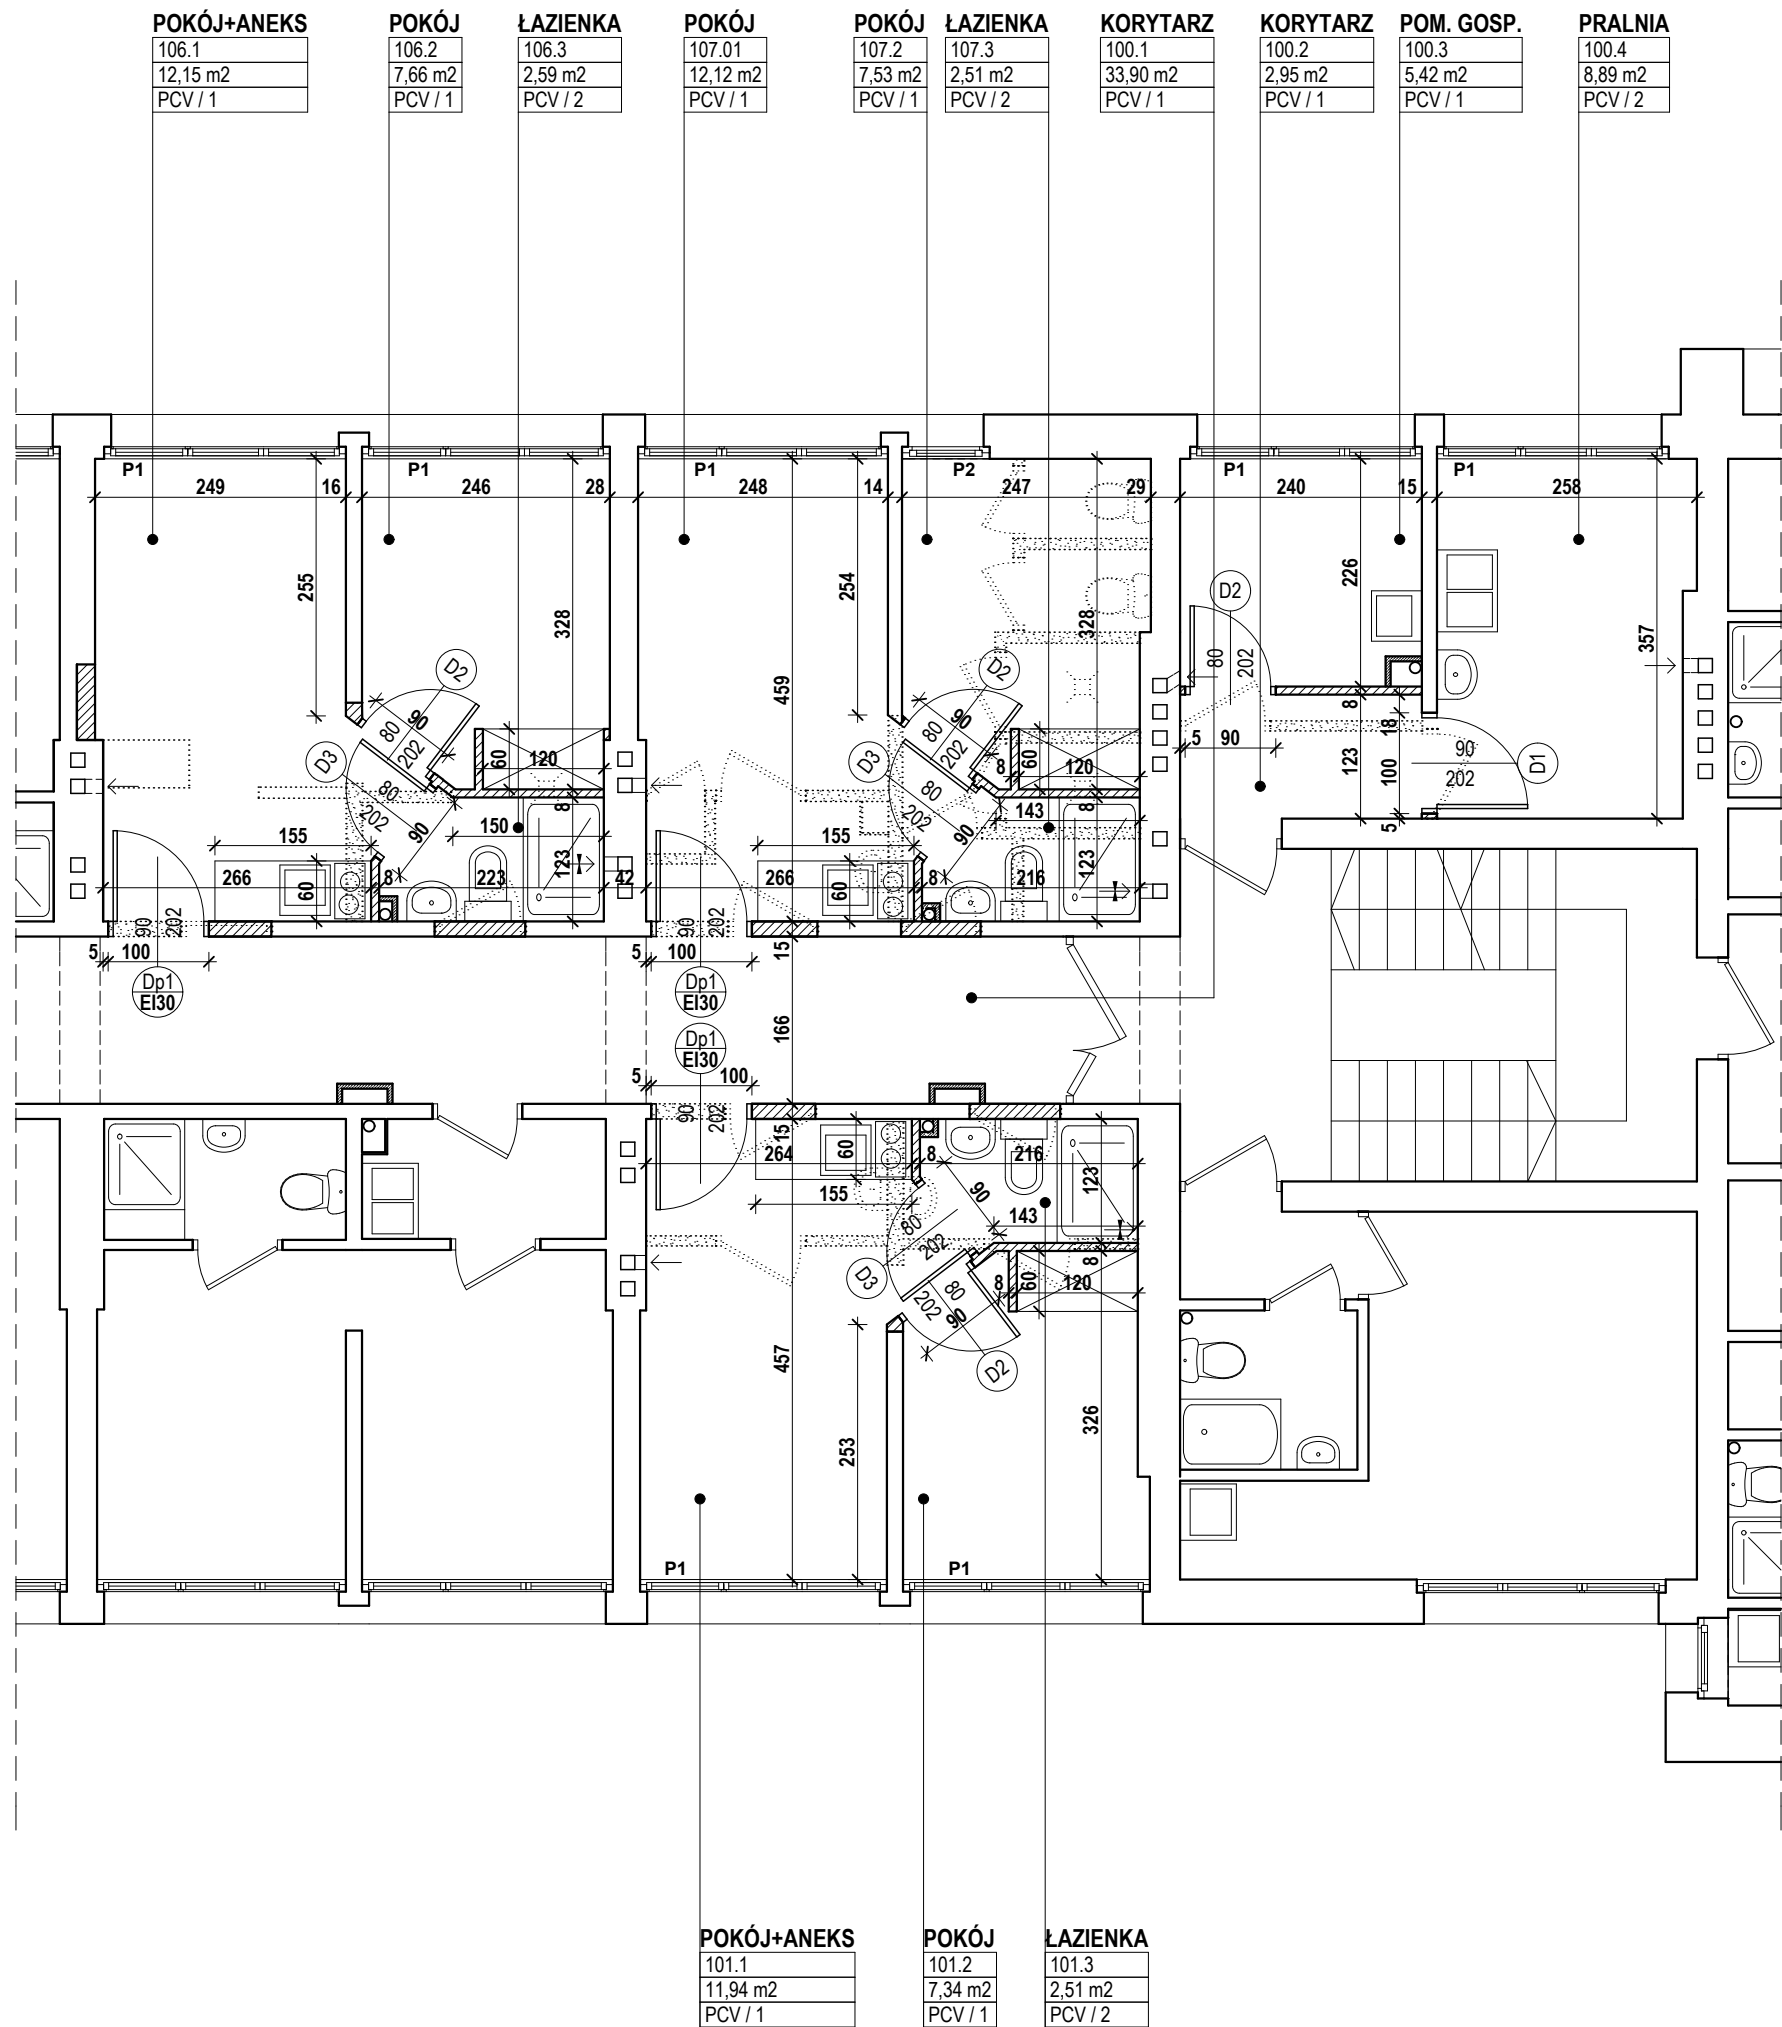 POKÓJ+ANEKS
106.1
12,15 m2
PCV / 1
POKÓJ
106.2
7,66 m2
PCV / 1
ŁAZIENKA
106.3
2,59 m2
PCV / 2
POKÓJ
107.01
12,12 m2
PCV / 1
POKÓJ
107.2
7,53 m2
PCV / 1
ŁAZIENKA
107.3
2,51 m2
PCV / 2
KORYTARZ
100.1
33,90 m2
PCV / 1
KORYTARZ
100.2
2,95 m2
PCV / 1
POM. GOSP.
100.3
5,42 m2
PCV / 1
PRALNIA
100.4
8,89 m2
PCV / 2
P1
P1
P1
P2
P1
P1
249
16
246
28
248
14
247
29
240
15
258
255
328
254
459
328
226
357
D2
80
202
90
D3
80
202
90
60
120
8
150
123
155
266
60
8
223
42
D2
80
202
90
D3
80
202
90
60
8
120
143
8
123
155
266
60
8
216
D2
80
202
5
90
8
18
123
100
5
90
202
D1
90
202
5
100
Dp1
EI30
90
202
5
100
Dp1
EI30
15
166
Dp1
EI30
5
100
90
202
15
264
60
8
216
123
155
90
143
80
202
D3
8
60
8
120
80
202
90
D2
457
253
326
P1
P1
POKÓJ+ANEKS
101.1
11,94 m2
PCV / 1
POKÓJ
101.2
7,34 m2
PCV / 1
ŁAZIENKA
101.3
2,51 m2
PCV / 2